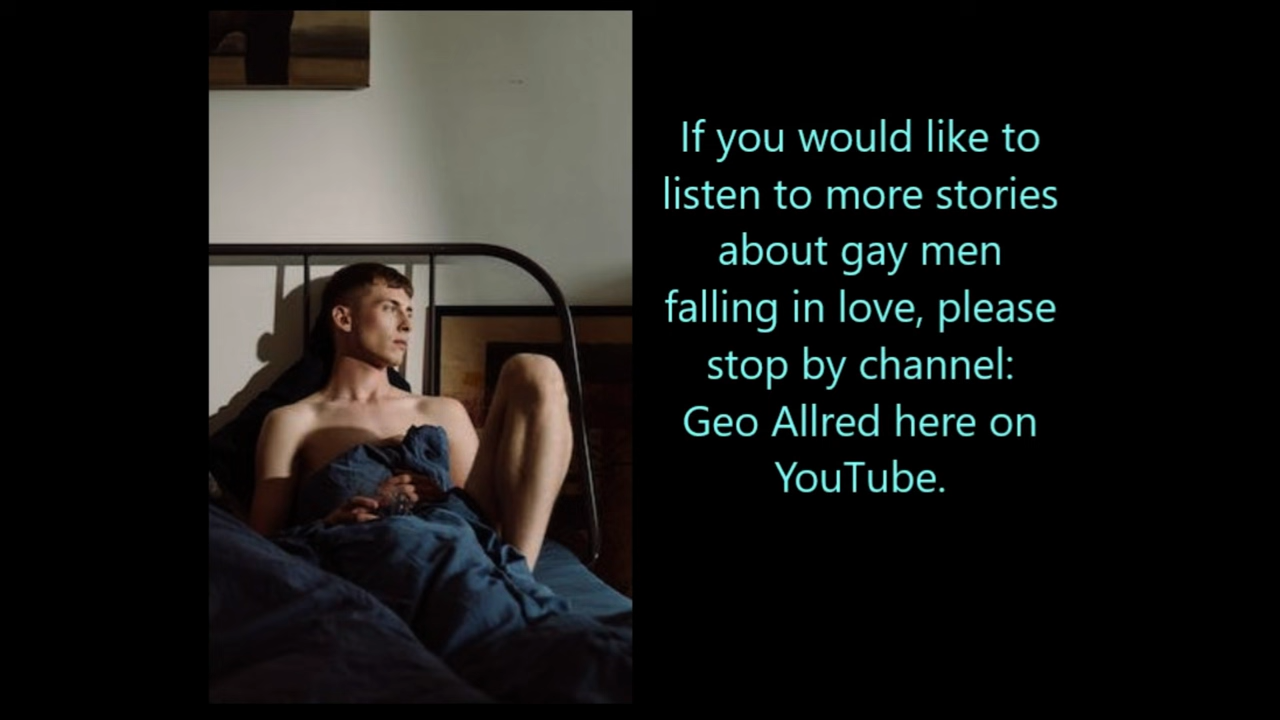 If you would like to
listen to more stories
about gay men
falling in love, please
stop by channel:
Geo Allred here on
YouTube.